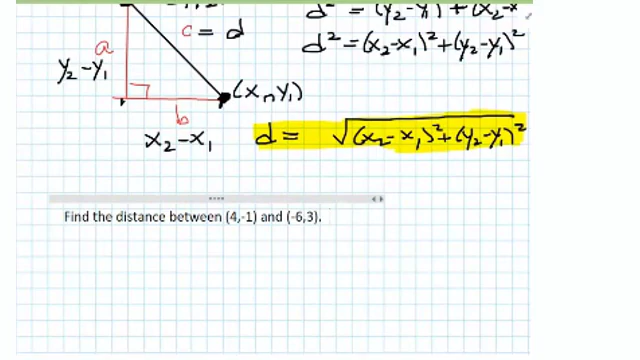 d² = (y₂-y₁) + (x₂-x
c = d
d² = (x₂-x₁)² + (y₂-y₁)²
a
y₂-y₁
(x₁, y₁)
b
x₂-x₁
d = √(x₂-x₁)² + (y₂-y₁)²
Find the distance between (4,-1) and (-6,3).